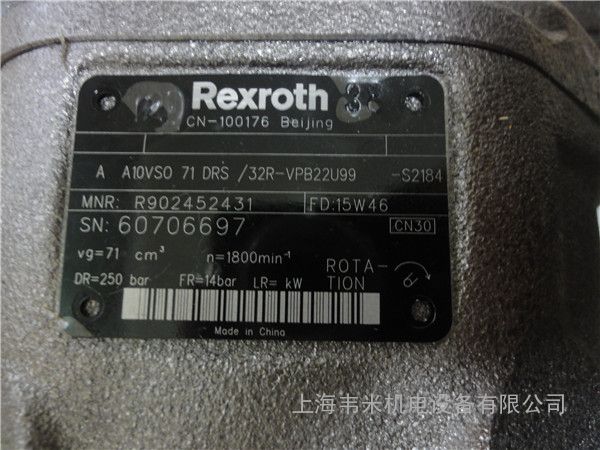 Rexroth
CN-100176 Beijing
A A10VSO 71 DRS /32R-VPB22U99 -S2184
MNR: R902452431 FD:15W46
SN: 60706697 CN30
vg=71 cm³ n=1800min⁻¹
DR=250 bar FR=14bar LR= kW ROTA-
TION
Made in China
上海韦米机电设备有限公司